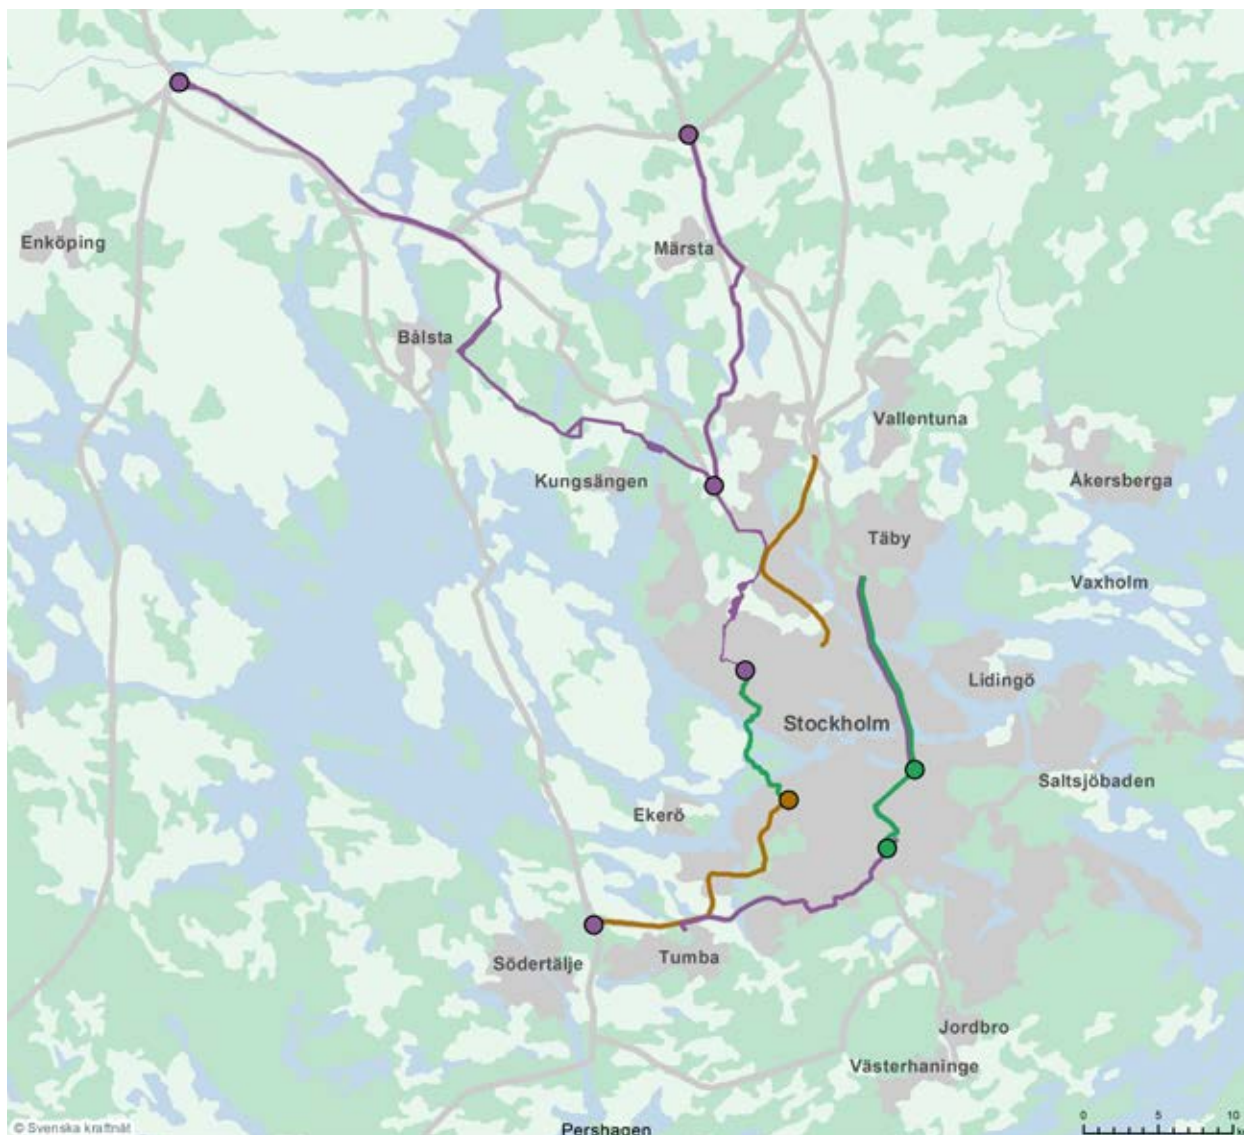 Enköping
Märsta
Bålsta
Vallentuna
Kungsängen
Åkersberga
Täby
Vaxholm
Lidingö
Stockholm
Saltsjöbaden
Ekerö
Södertälje
Tumba
Jordbro
Västerhaninge
© Svenska kraftnät
Pershagen
0 5 10